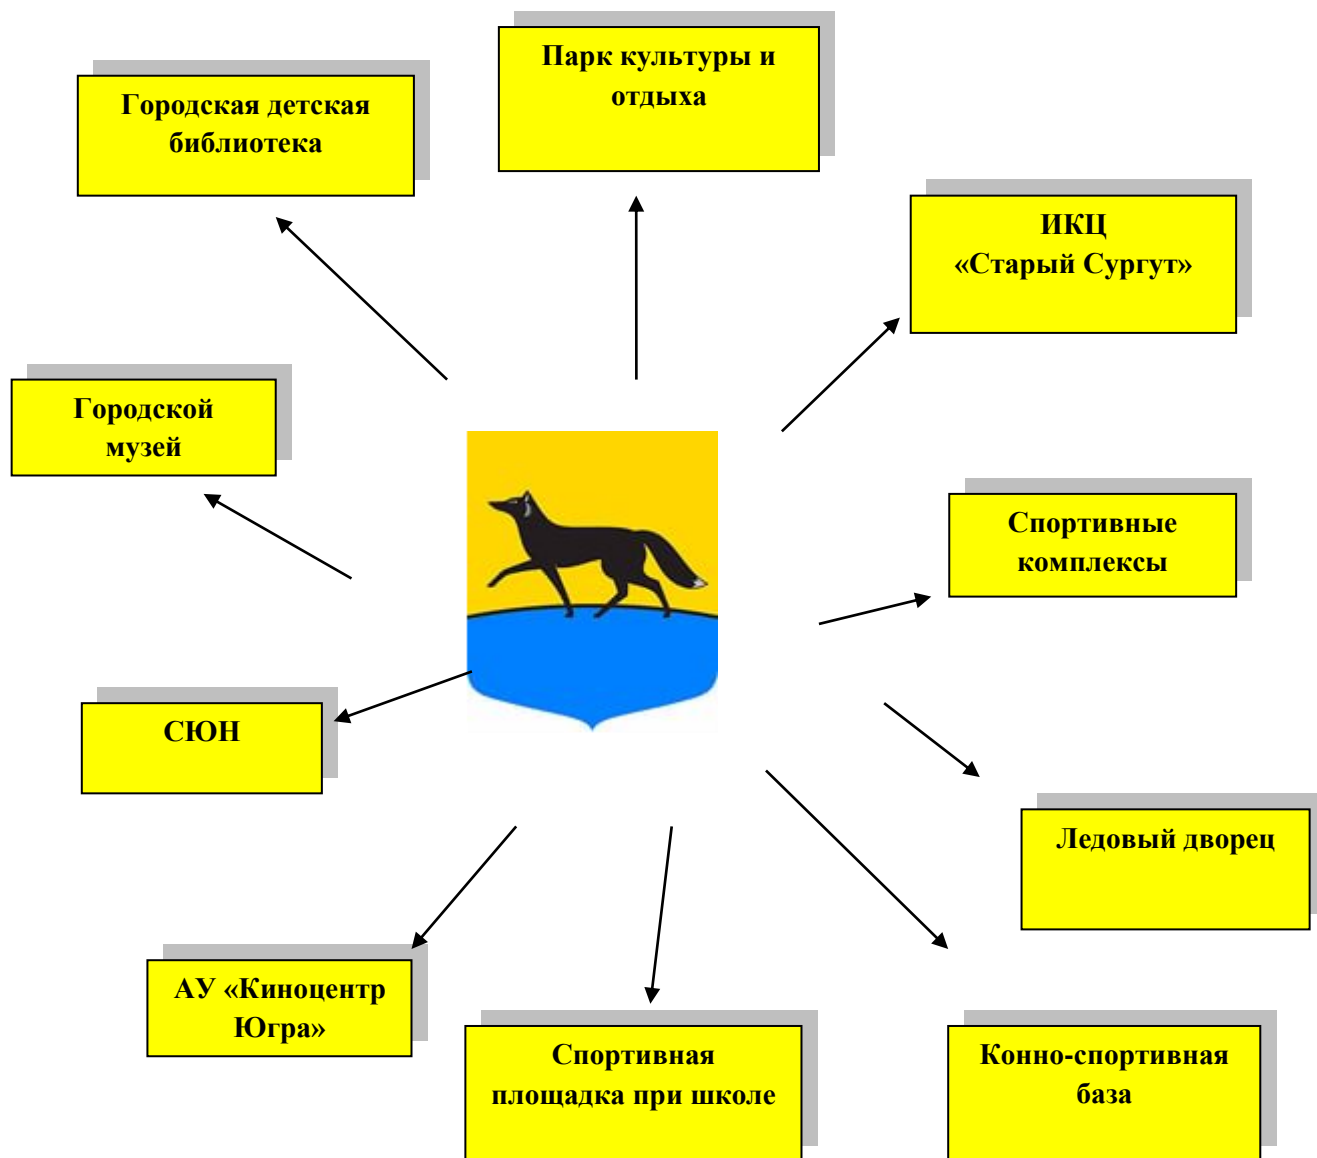 Парк культуры и
отдыха
Городская детская
библиотека
ИКЦ
«Старый Сургут»
Городской
музей
Спортивные
комплексы
СЮН
Ледовый дворец
АУ «Киноцентр
Югра»
Спортивная
площадка при школе
Конно-спортивная
база